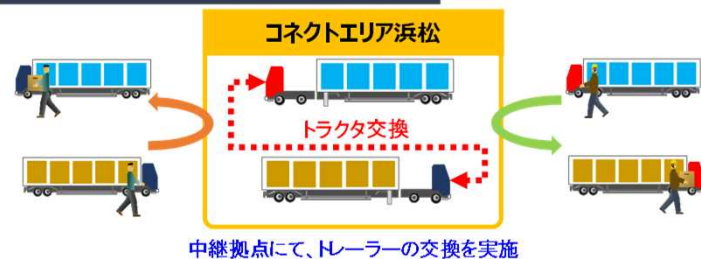 コネクトエリア浜松
トラクタ交換
中継拠点にて、トレーラーの交換を実施